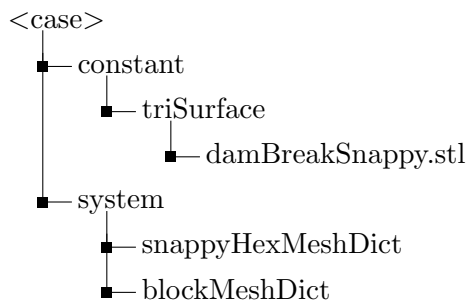 <case>
constant
triSurface
damBreakSnappy.stl
system
snappyHexMeshDict
blockMeshDict